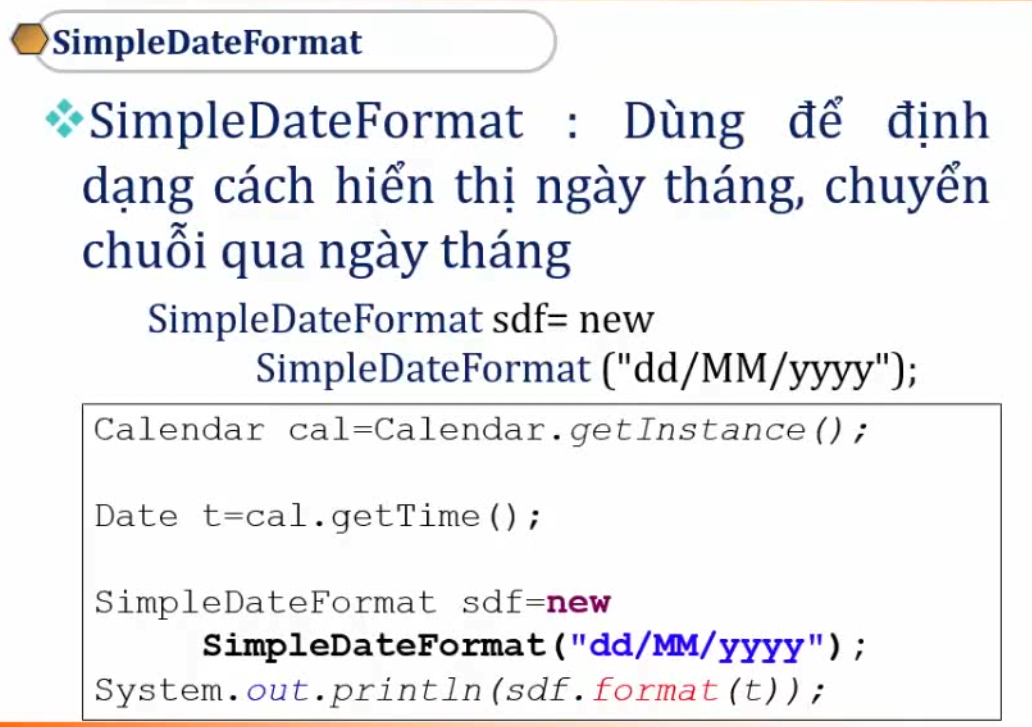 SimpleDateFormat
SimpleDateFormat : Dùng để định
dạng cách hiển thị ngày tháng, chuyển
chuỗi qua ngày tháng
SimpleDateFormat sdf= new
SimpleDateFormat ("dd/MM/yyyy");
Calendar cal=Calendar.getInstance();
Date t=cal.getTime();
SimpleDateFormat sdf=new
SimpleDateFormat("dd/MM/yyyy");
System.out.println(sdf.format(t));